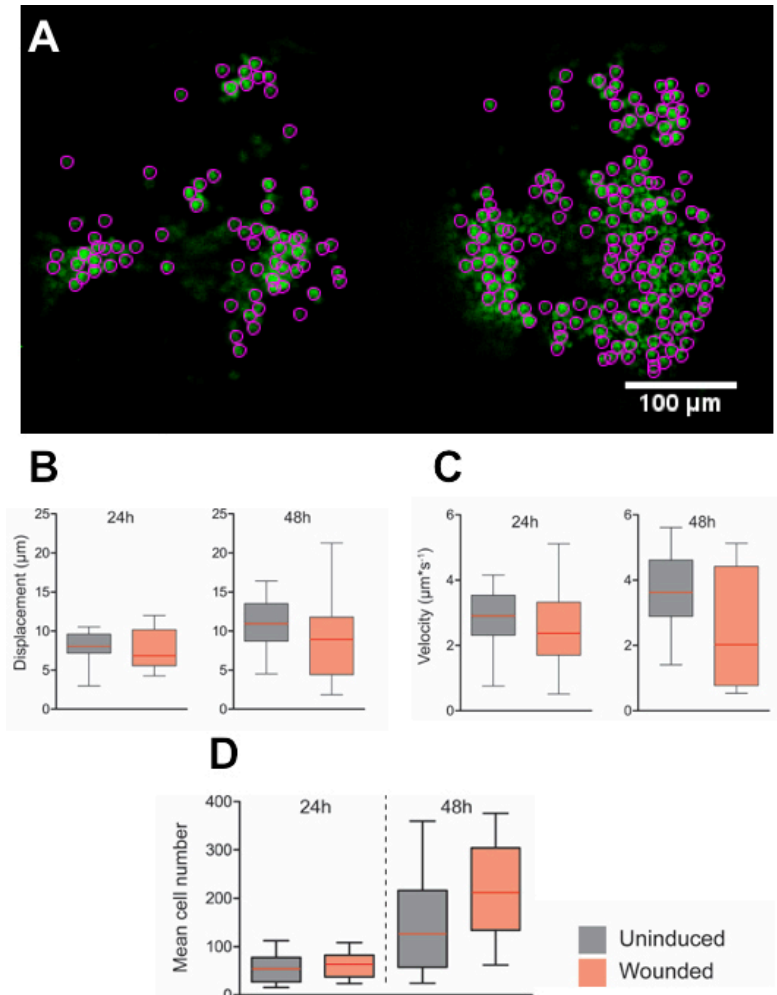 A
100 µm
B
C
24h
48h
Displacement (µm)
25
20
15
10
5
0
25
20
15
10
5
0
24h
48h
Velocity (µm*s⁻¹)
6
4
2
0
6
4
2
0
D
24h
48h
Mean cell number
400
300
200
100
0
Uninduced
Wounded